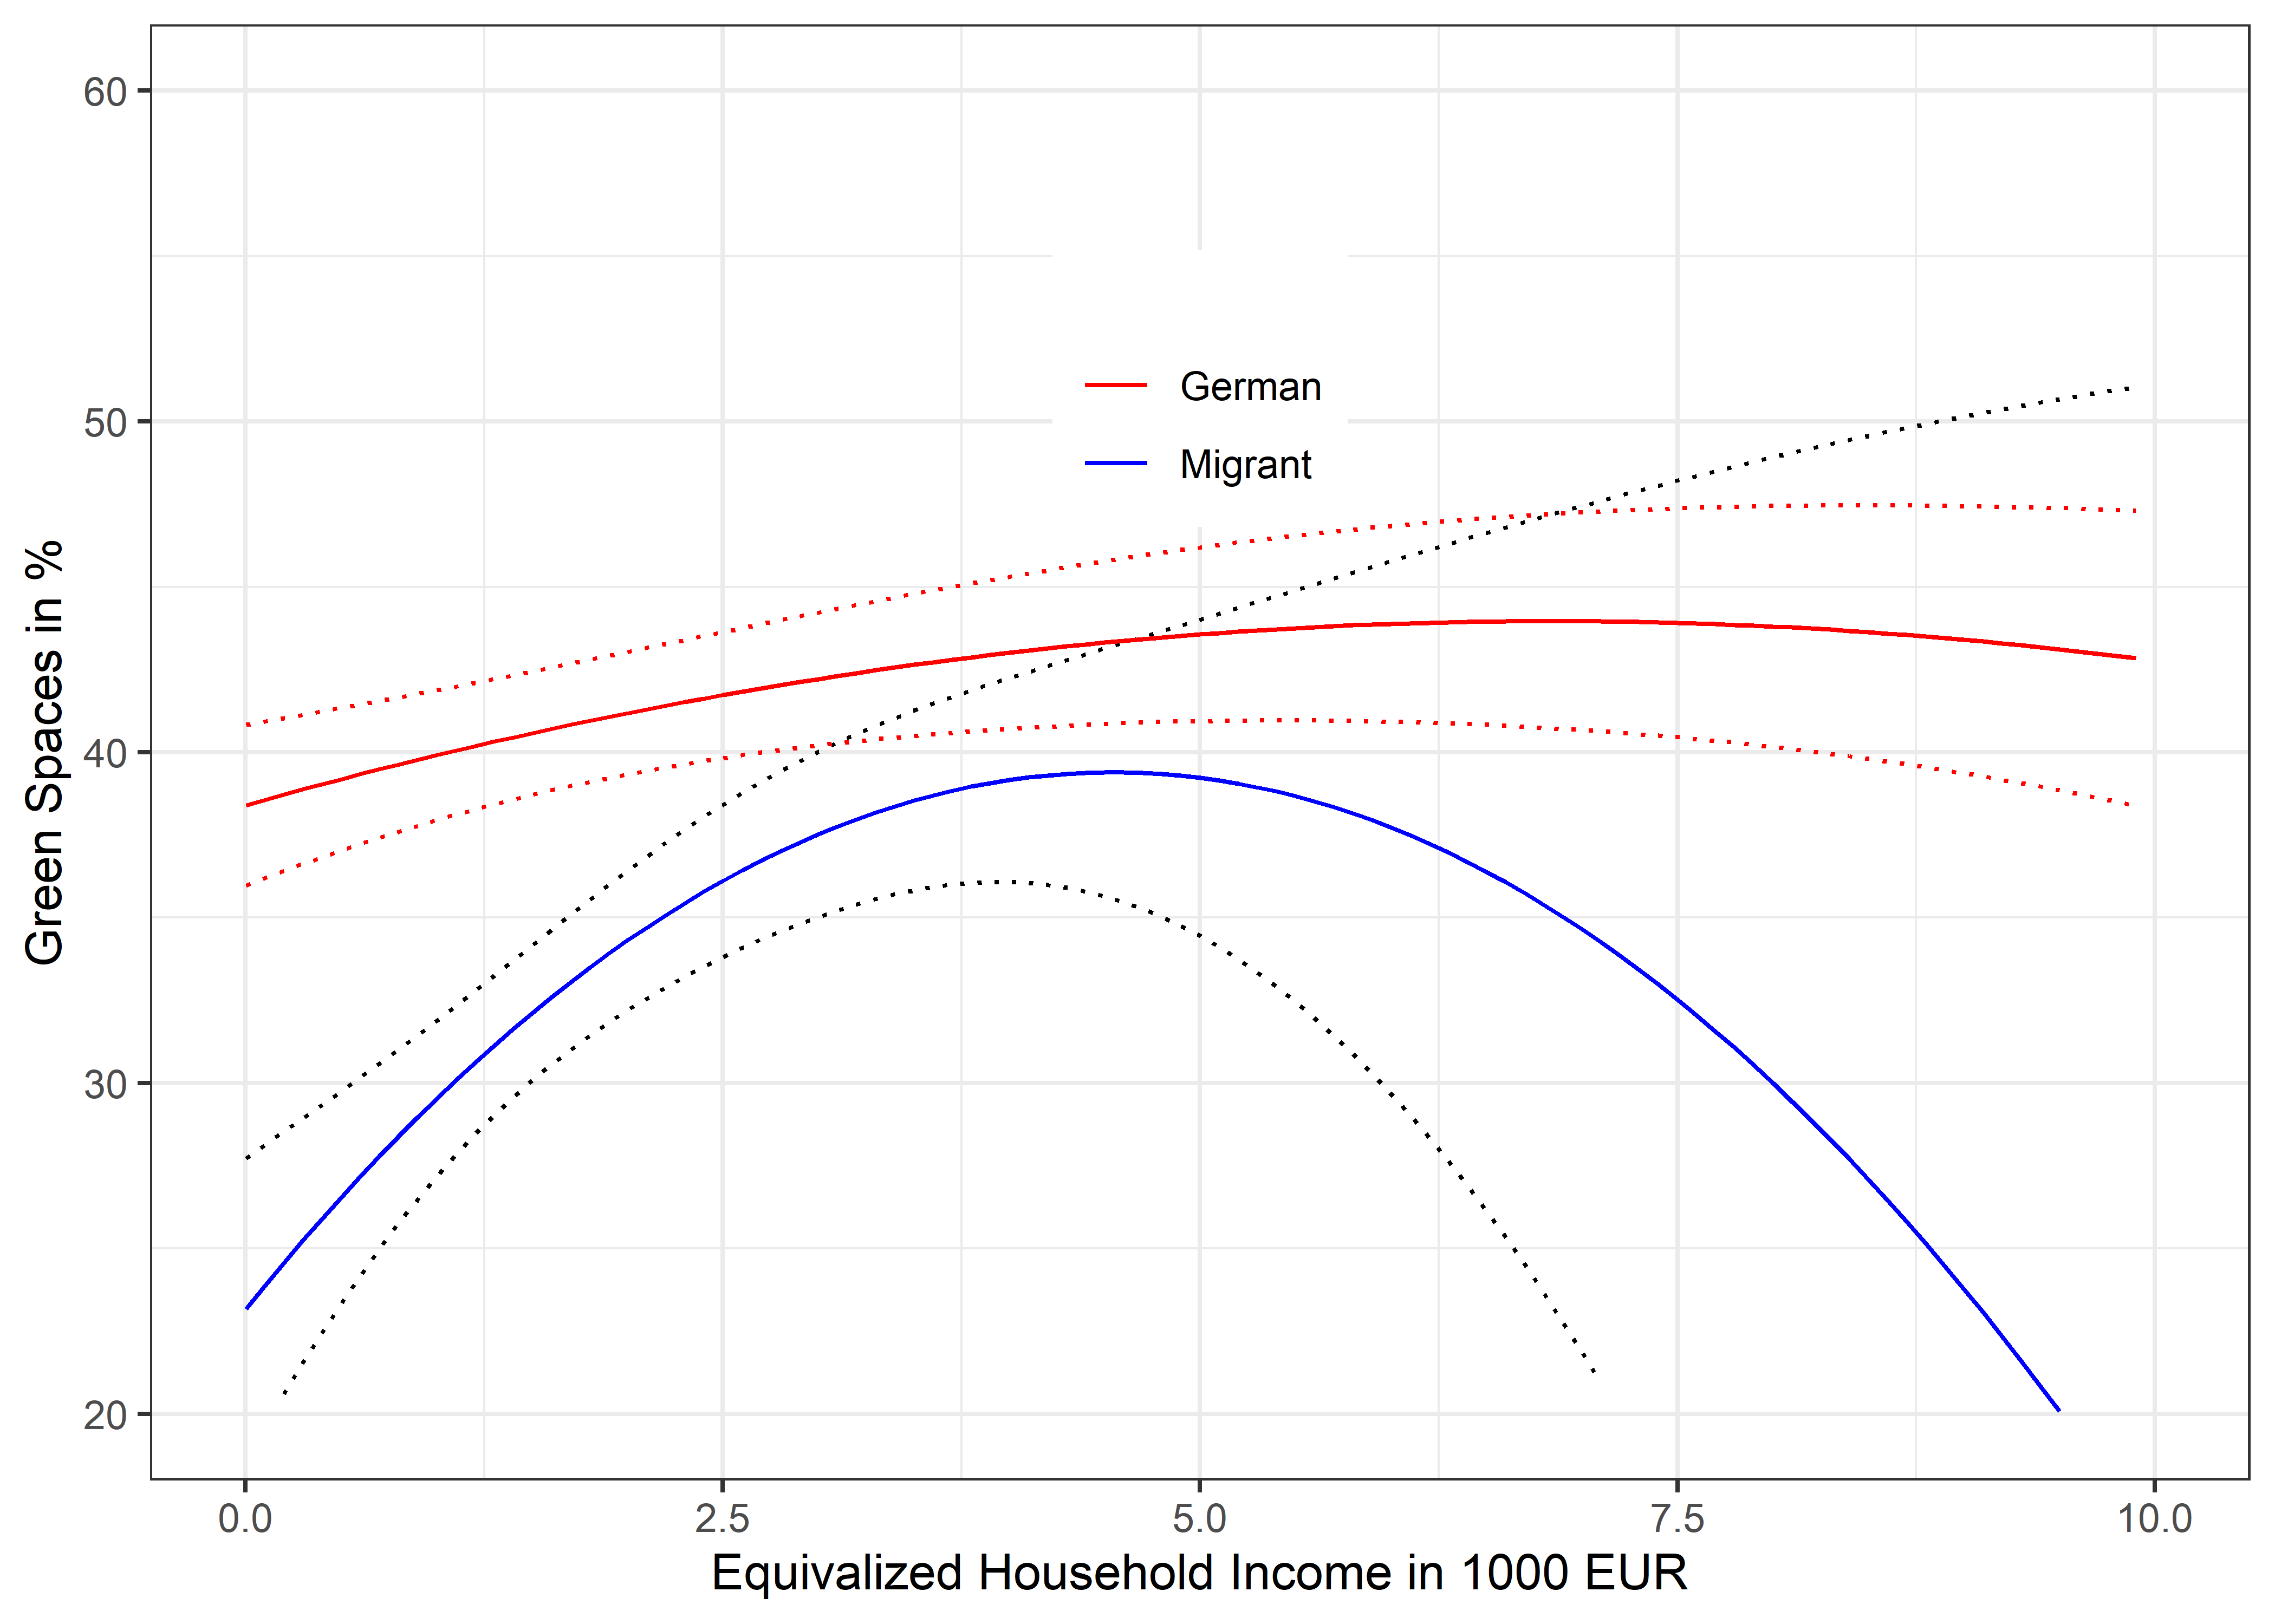 60
50
40
30
20
Green Spaces in %
German
Migrant
0.0 2.5 5.0 7.5 10.0
Equivalized Household Income in 1000 EUR